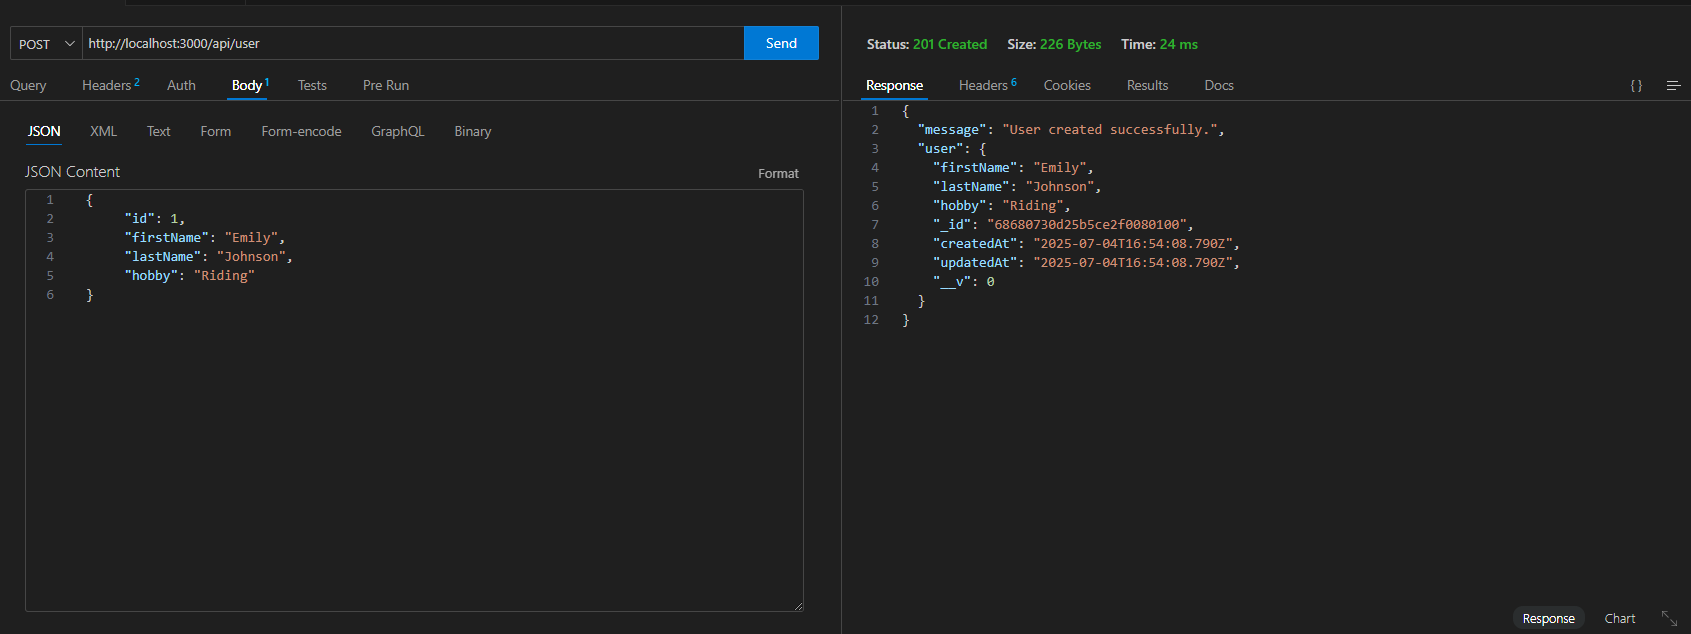 POST http://localhost:3000/api/user Send
Query Headers 2 Auth Body 1 Tests Pre Run
JSON XML Text Form Form-encode GraphQL Binary
JSON Content Format
1 {
2 "id": 1,
3 "firstName": "Emily",
4 "lastName": "Johnson",
5 "hobby": "Riding"
6 }
Status: 201 Created Size: 226 Bytes Time: 24 ms
Response Headers 6 Cookies Results Docs { }
1 {
2 "message": "User created successfully.",
3 "user": {
4 "firstName": "Emily",
5 "lastName": "Johnson",
6 "hobby": "Riding",
7 "_id": "68680730d25b5ce2f0080100",
8 "createdAt": "2025-07-04T16:54:08.790Z",
9 "updatedAt": "2025-07-04T16:54:08.790Z",
10 "__v": 0
11 }
12 }
Response Chart